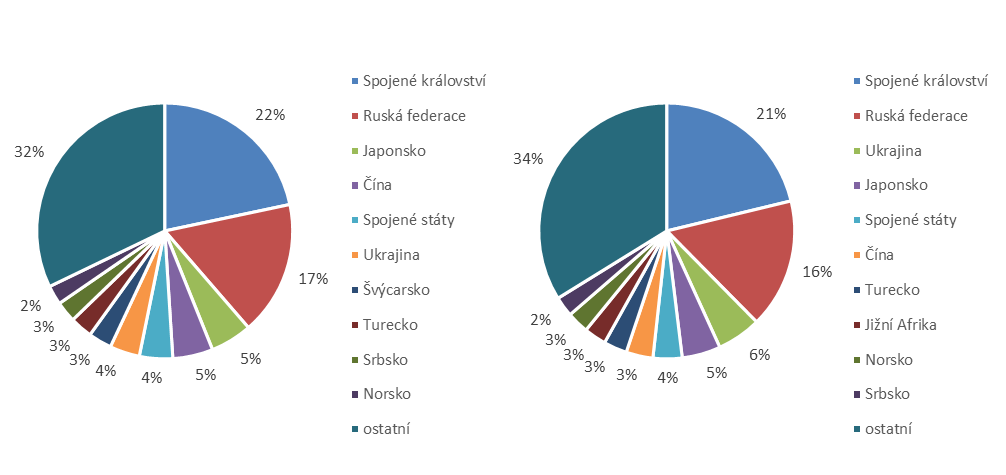 22%
17%
5%
5%
4%
4%
3%
3%
3%
2%
32%
Spojené království
Ruská federace
Japonsko
Čína
Spojené státy
Ukrajina
Švýcarsko
Turecko
Srbsko
Norsko
ostatní
21%
16%
6%
5%
4%
3%
3%
3%
3%
2%
34%
Spojené království
Ruská federace
Ukrajina
Japonsko
Spojené státy
Čína
Turecko
Jižní Afrika
Norsko
Srbsko
ostatní